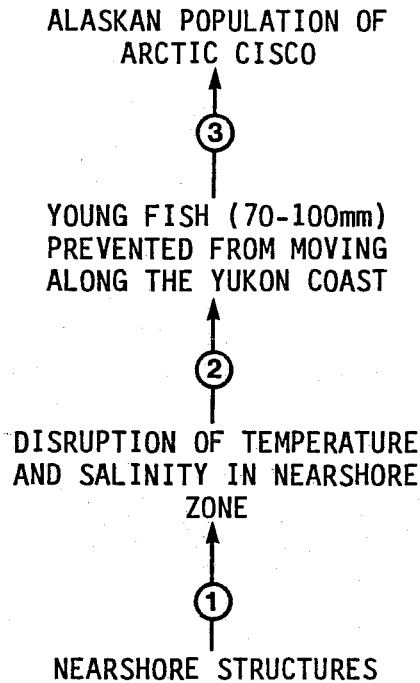 ALASKAN POPULATION OF
ARCTIC CISCO
3
YOUNG FISH (70-100mm)
PREVENTED FROM MOVING
ALONG THE YUKON COAST
2
DISRUPTION OF TEMPERATURE
AND SALINITY IN NEARSHORE
ZONE
1
NEARSHORE STRUCTURES